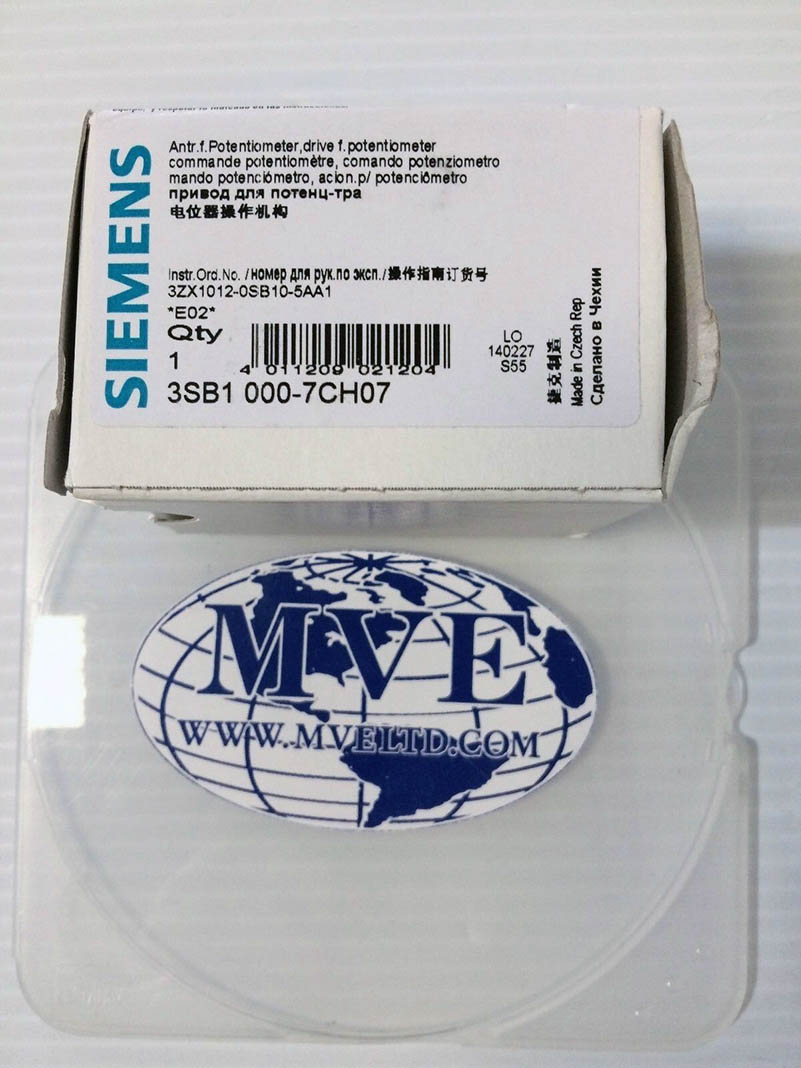 SIEMENS
Antr.f.Potentiometer,drive f.potentiometer
commande potentiomètre, comando potenziometro
mando potenciómetro, acion.p/ potenciômetro
привод для потенц-тра
电位器操作机构
Instr.Ord.No. /номер для рук.по эксп./操作指南订货号
3ZX1012-0SB10-5AA1
*E02*
Qty
1
4 011209 021204
3SB1 000-7CH07
LO
140227
S55
捷克制造
Made in Czech Rep
Сделано в Чехии
MVE
WWW.MVELTD.COM